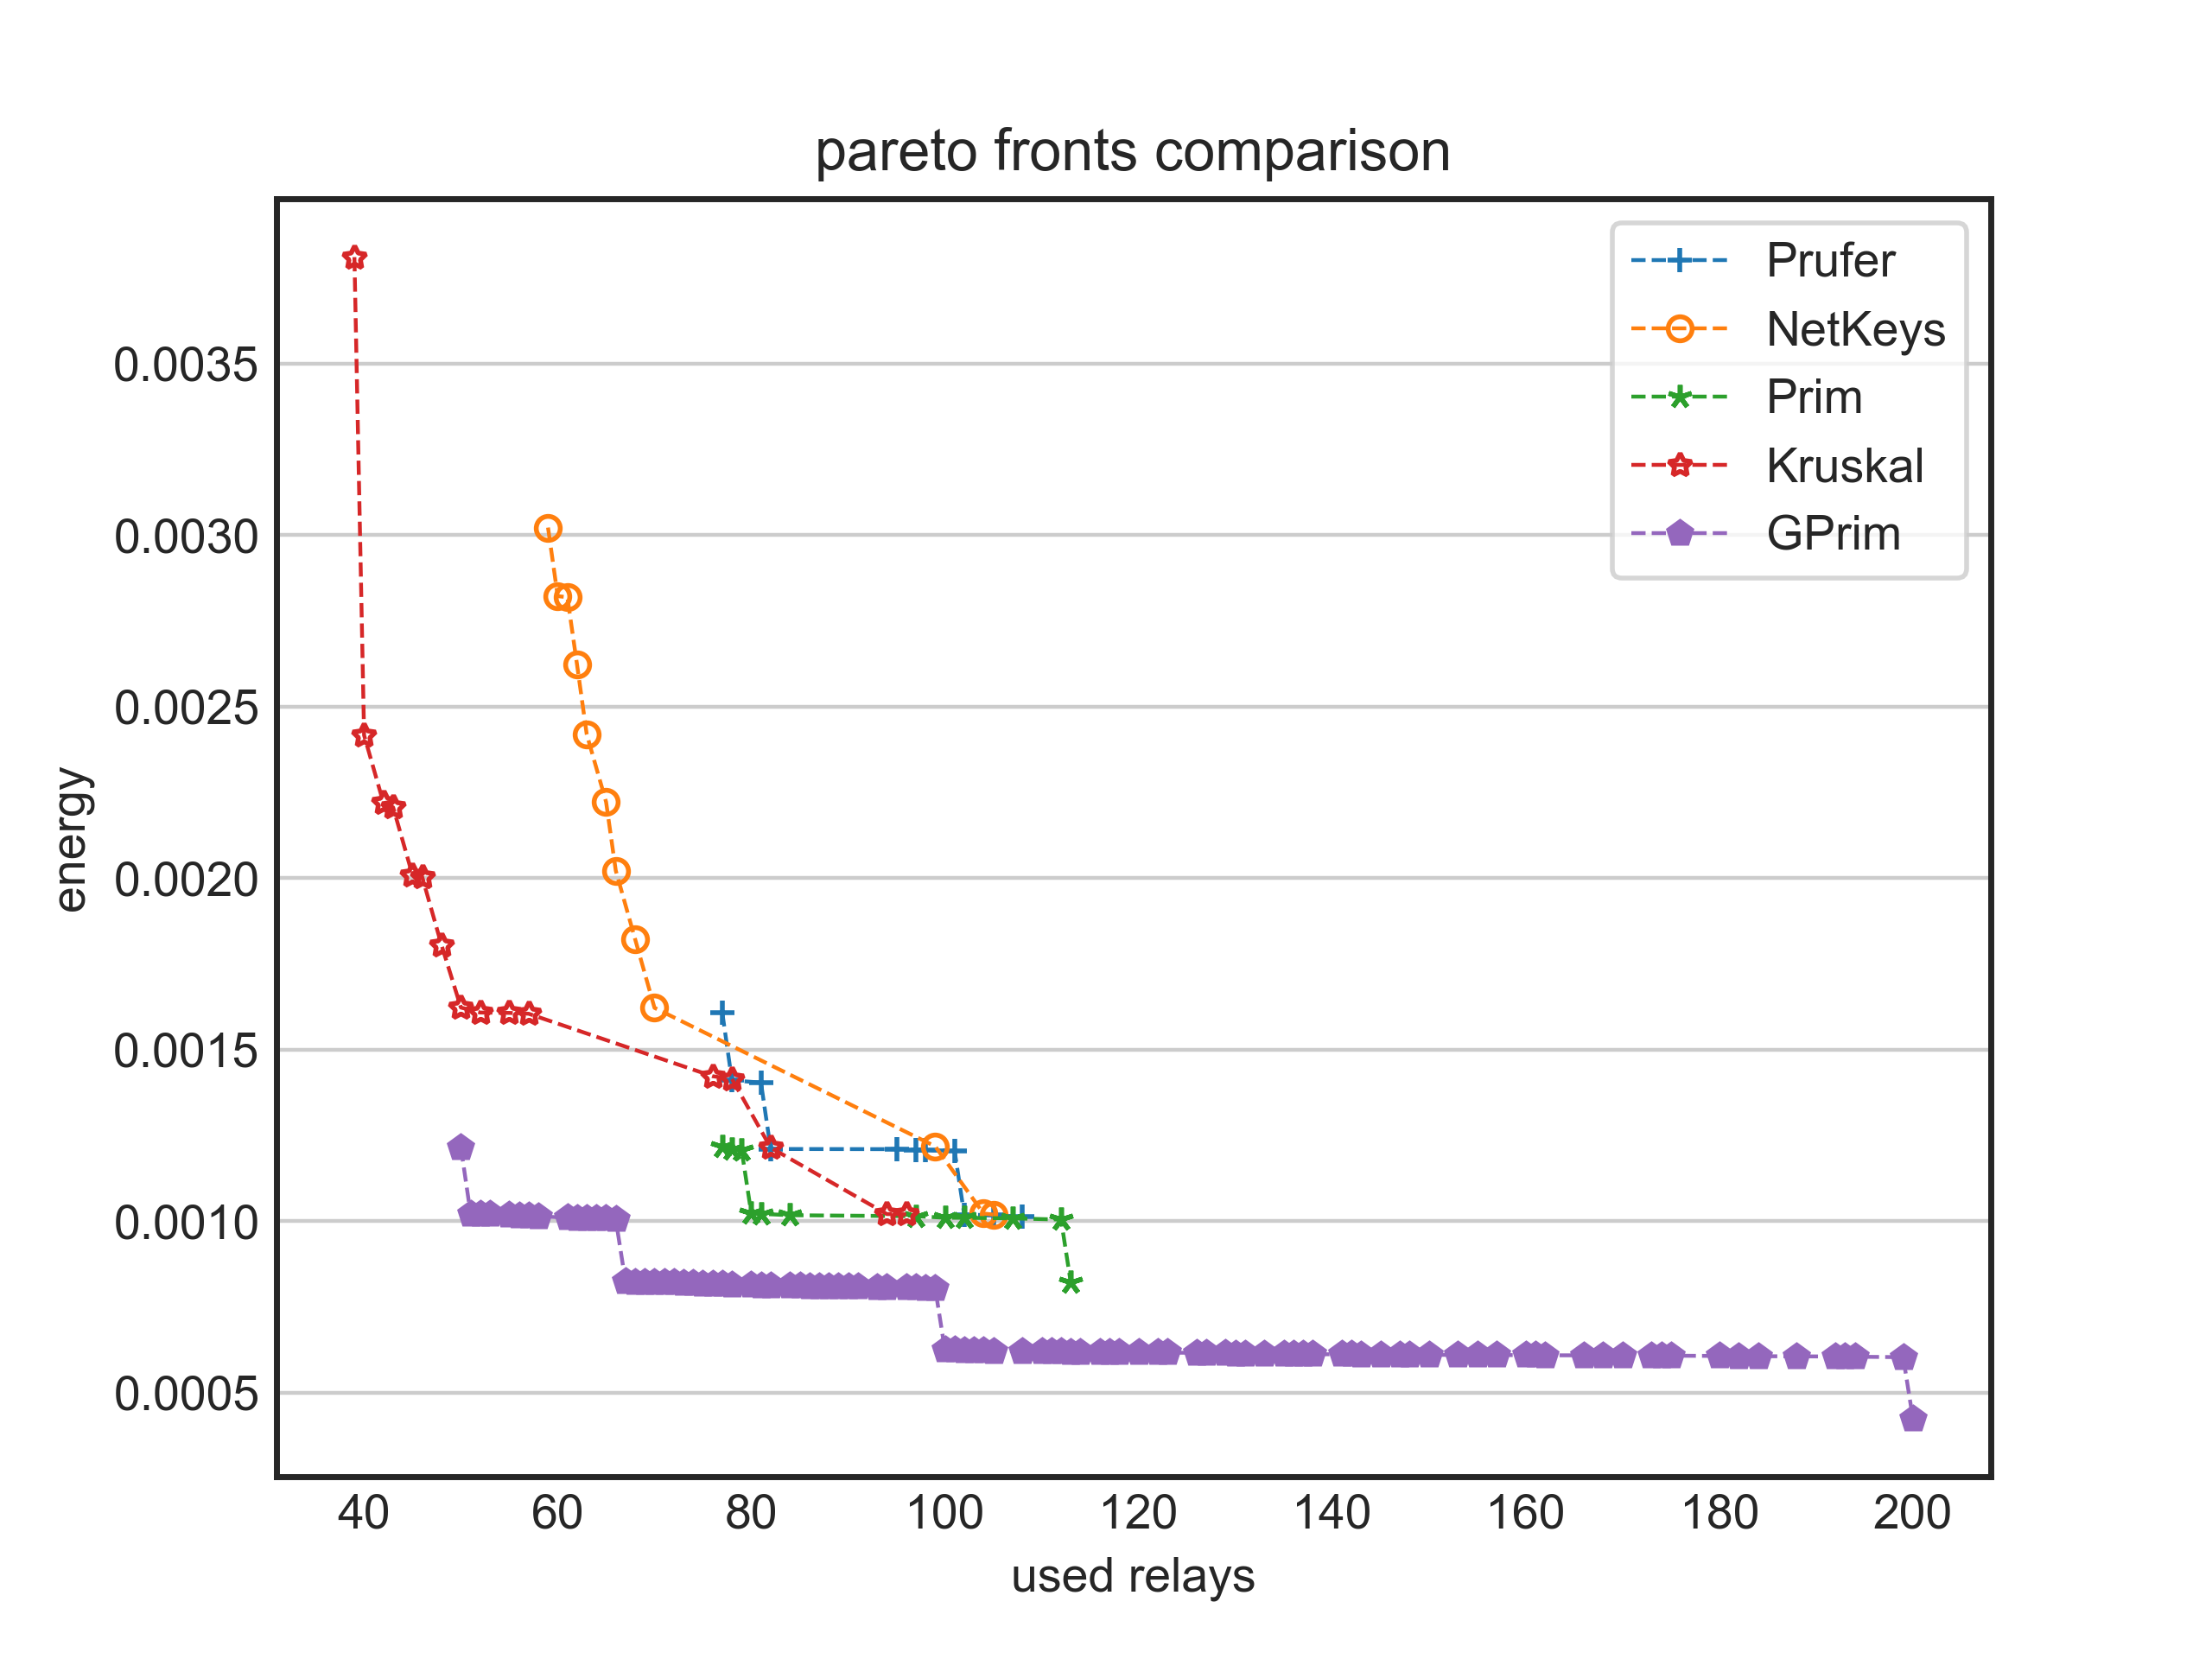 pareto fronts comparison
Prufer
NetKeys
Prim
Kruskal
GPrim
energy
0.0035
0.0030
0.0025
0.0020
0.0015
0.0010
0.0005
40 60 80 100 120 140 160 180 200
used relays